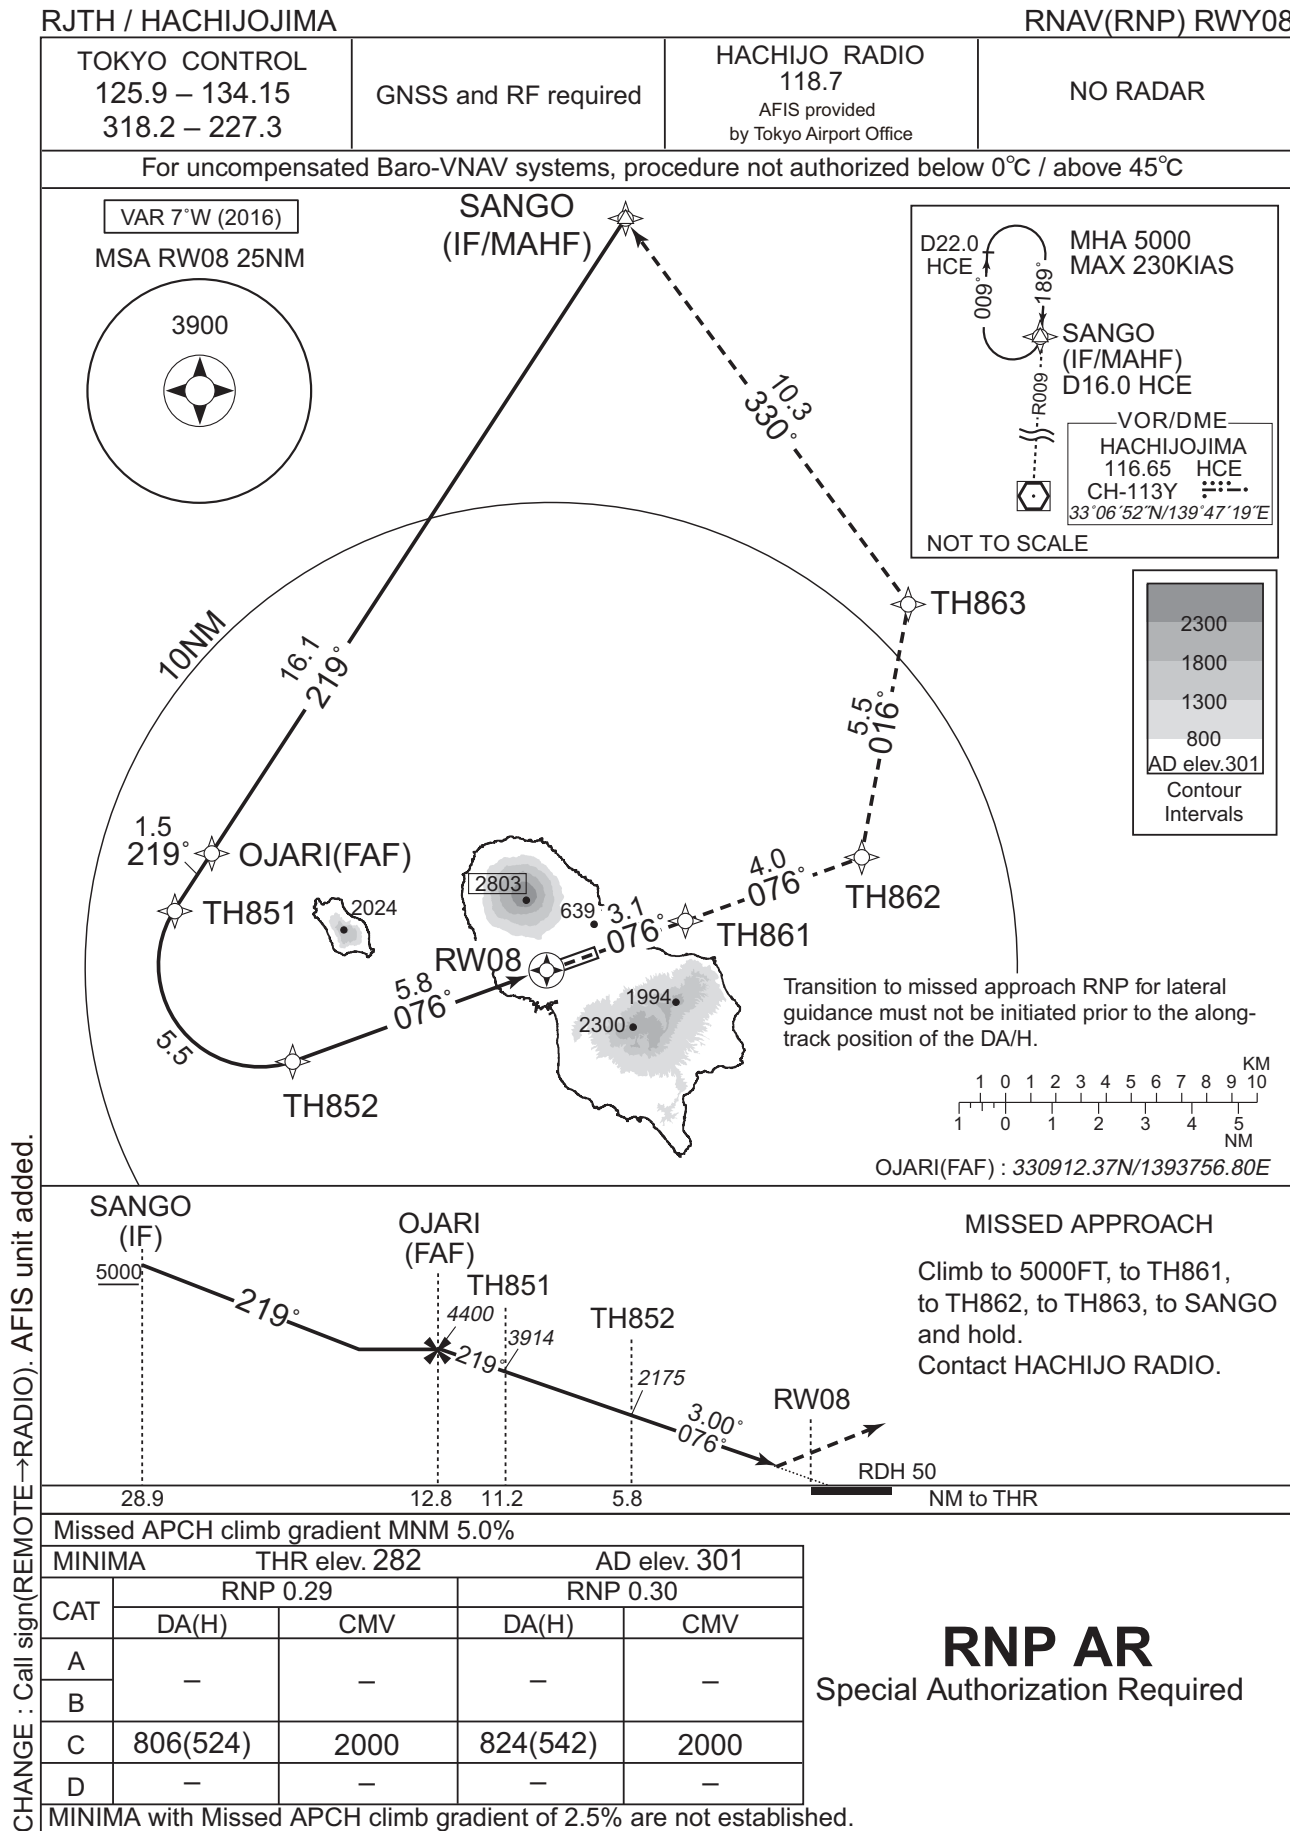 RJTH / HACHIJOJIMA
RNAV(RNP) RWY08
TOKYO CONTROL
125.9 – 134.15
318.2 – 227.3
GNSS and RF required
HACHIJO RADIO
118.7
AFIS provided
by Tokyo Airport Office
NO RADAR
For uncompensated Baro-VNAV systems, procedure not authorized below 0°C / above 45°C
VAR 7°W (2016)
MSA RW08 25NM
3900
SANGO
(IF/MAHF)
D22.0
HCE
MHA 5000
MAX 230KIAS
009°
189°
SANGO
(IF/MAHF)
D16.0 HCE
R009
VOR/DME
HACHIJOJIMA
116.65 HCE
CH-113Y
33°06´52˝N/139°47´19˝E
NOT TO SCALE
10.3
330°
TH863
10NM
16.1
219°
5.5
016°
2300
1800
1300
800
AD elev.301
Contour
Intervals
1.5
219°
OJARI(FAF)
TH851
2024
2803
639
3.1
076°
4.0
076°
TH862
TH861
RW08
5.8
076°
1994
2300
5.5
TH852
Transition to missed approach RNP for lateral
guidance must not be initiated prior to the along-
track position of the DA/H.
KM
1 0 1 2 3 4 5 6 7 8 9 10
1 0 1 2 3 4 5
NM
OJARI(FAF) : 330912.37N/1393756.80E
SANGO
(IF)
5000
219°
OJARI
(FAF)
4400
TH851
219°
3914
TH852
2175
3.00°
076°
RW08
RDH 50
28.9 12.8 11.2 5.8 NM to THR
MISSED APPROACH
Climb to 5000FT, to TH861,
to TH862, to TH863, to SANGO
and hold.
Contact HACHIJO RADIO.
Missed APCH climb gradient MNM 5.0%
MINIMA THR elev. 282 AD elev. 301
CAT RNP 0.29 RNP 0.30
DA(H) CMV DA(H) CMV
A
– – – –
B
C 806(524) 2000 824(542) 2000
D – – – –
MINIMA with Missed APCH climb gradient of 2.5% are not established.
RNP AR
Special Authorization Required
CHANGE : Call sign(REMOTE→RADIO). AFIS unit added.